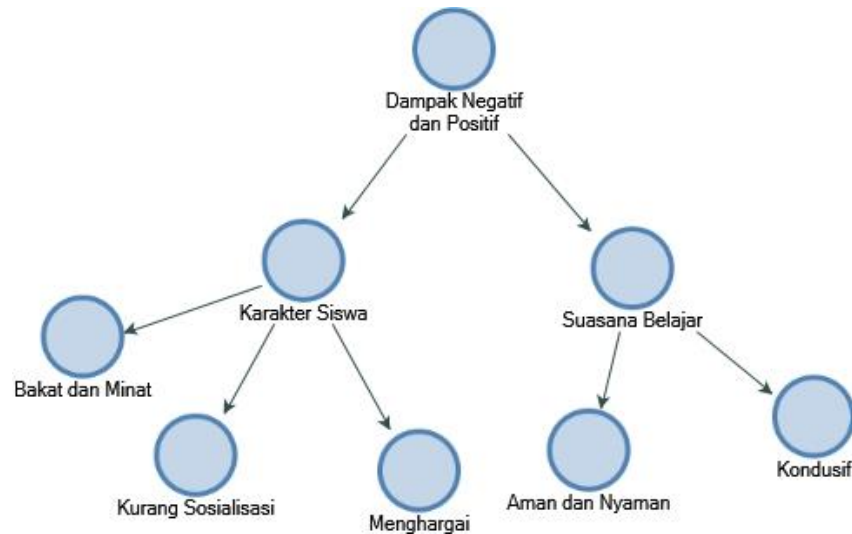 Dampak Negatif
dan Positif
Karakter Siswa
Suasana Belajar
Bakat dan Minat
Kurang Sosialisasi
Menghargai
Aman dan Nyaman
Kondusif